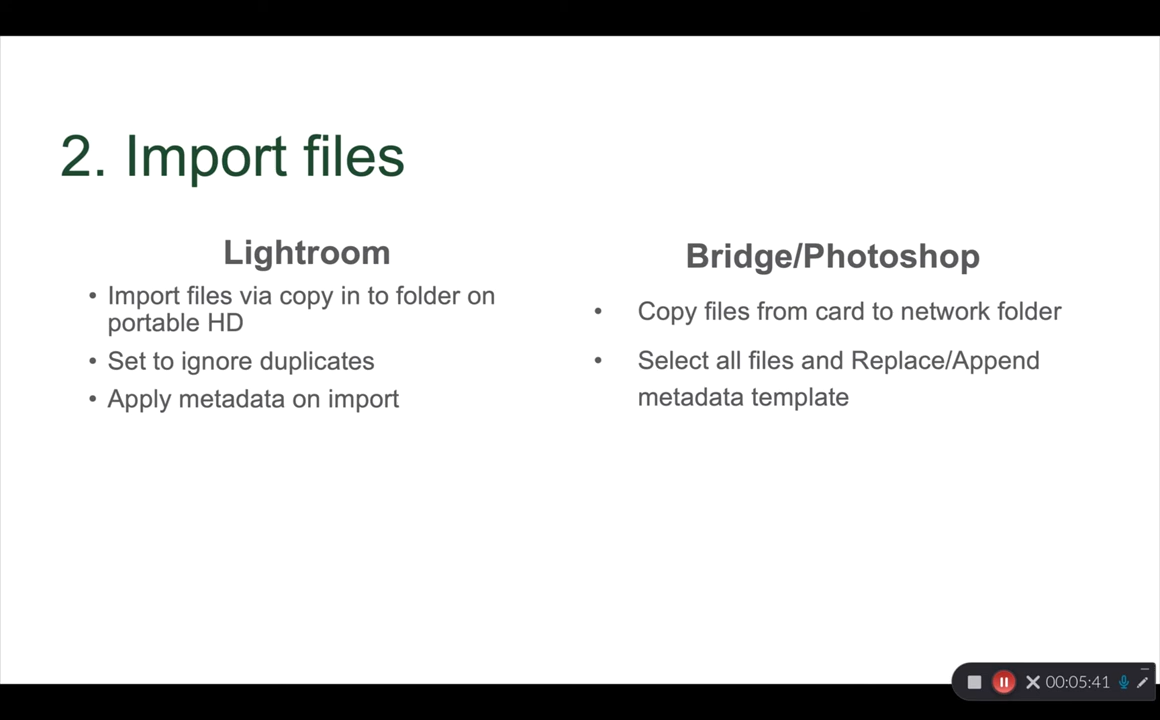 2. Import files
Lightroom
• Import files via copy in to folder on
portable HD
• Set to ignore duplicates
• Apply metadata on import
Bridge/Photoshop
• Copy files from card to network folder
• Select all files and Replace/Append
metadata template
00:05:41